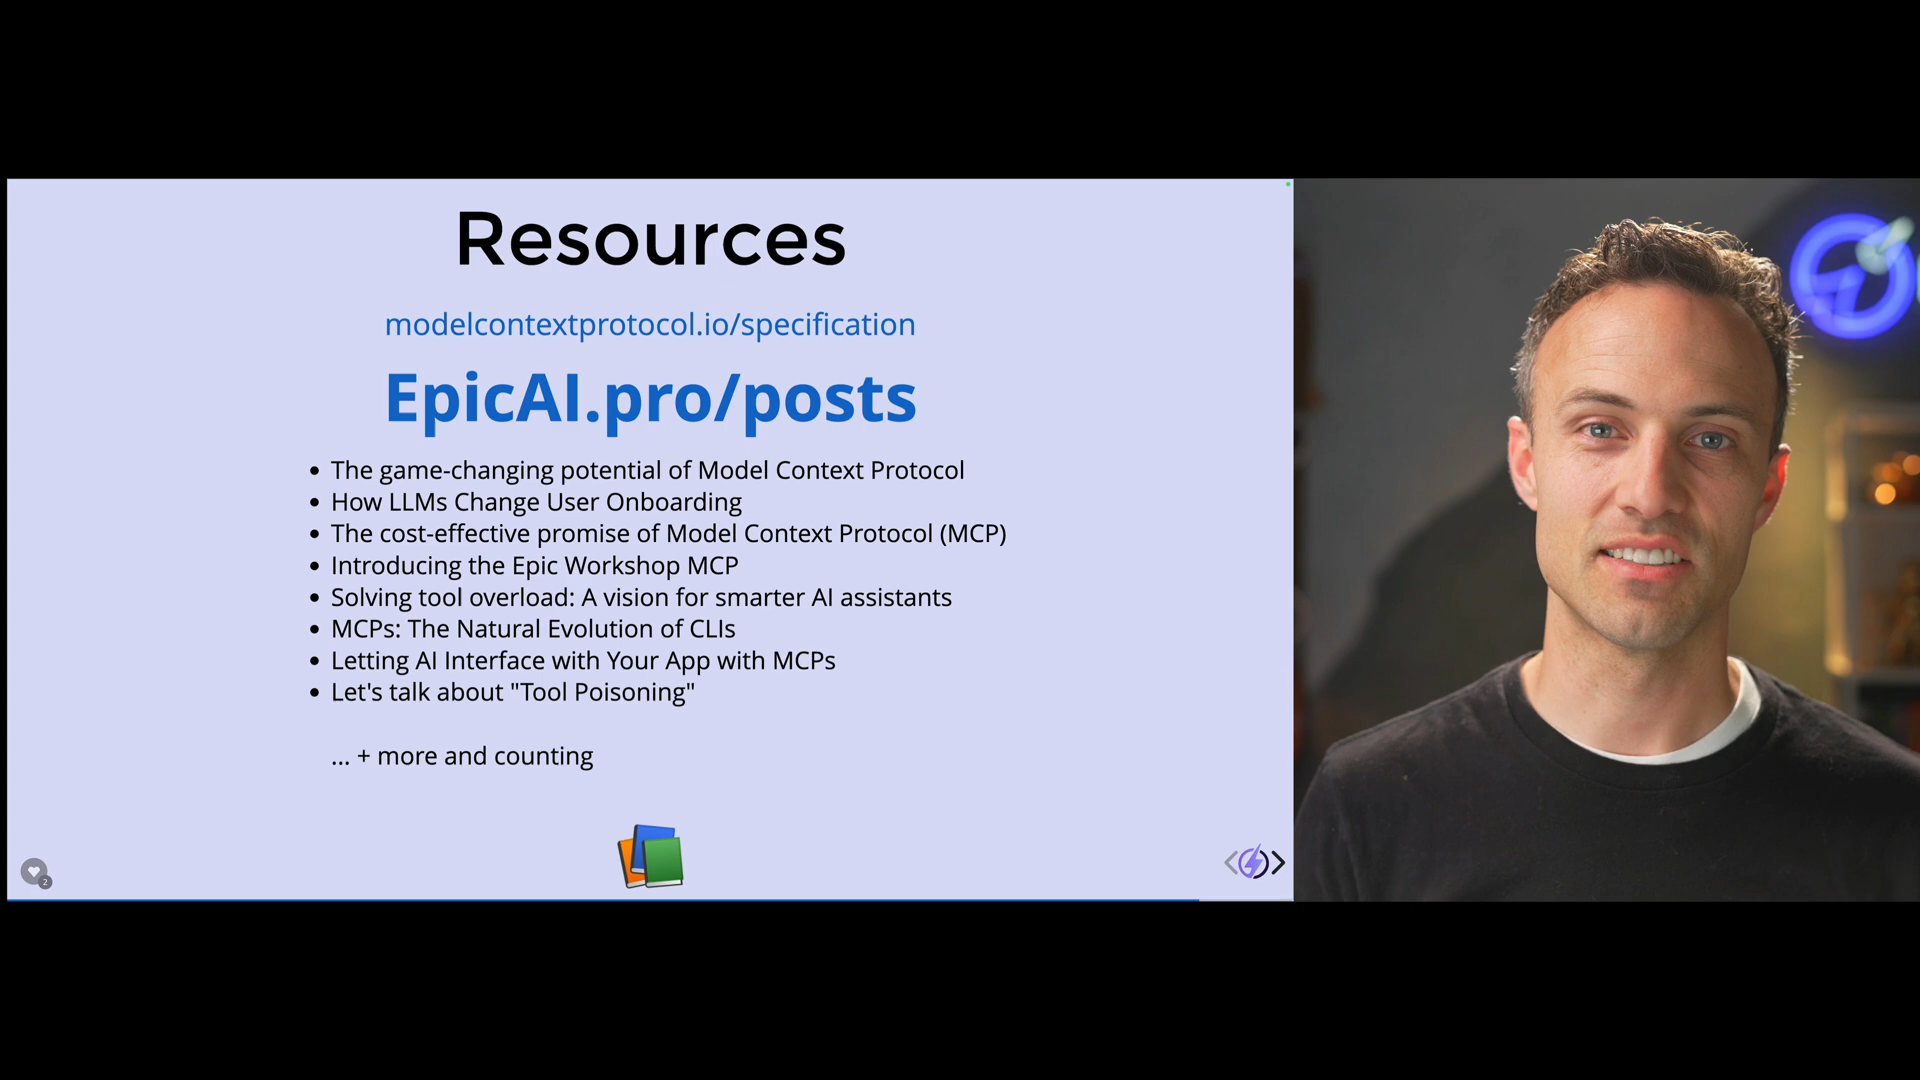 Resources
modelcontextprotocol.io/specification
EpicAI.pro/posts
• The game-changing potential of Model Context Protocol
• How LLMs Change User Onboarding
• The cost-effective promise of Model Context Protocol (MCP)
• Introducing the Epic Workshop MCP
• Solving tool overload: A vision for smarter AI assistants
• MCPs: The Natural Evolution of CLIs
• Letting AI Interface with Your App with MCPs
• Let's talk about "Tool Poisoning"
... + more and counting
2